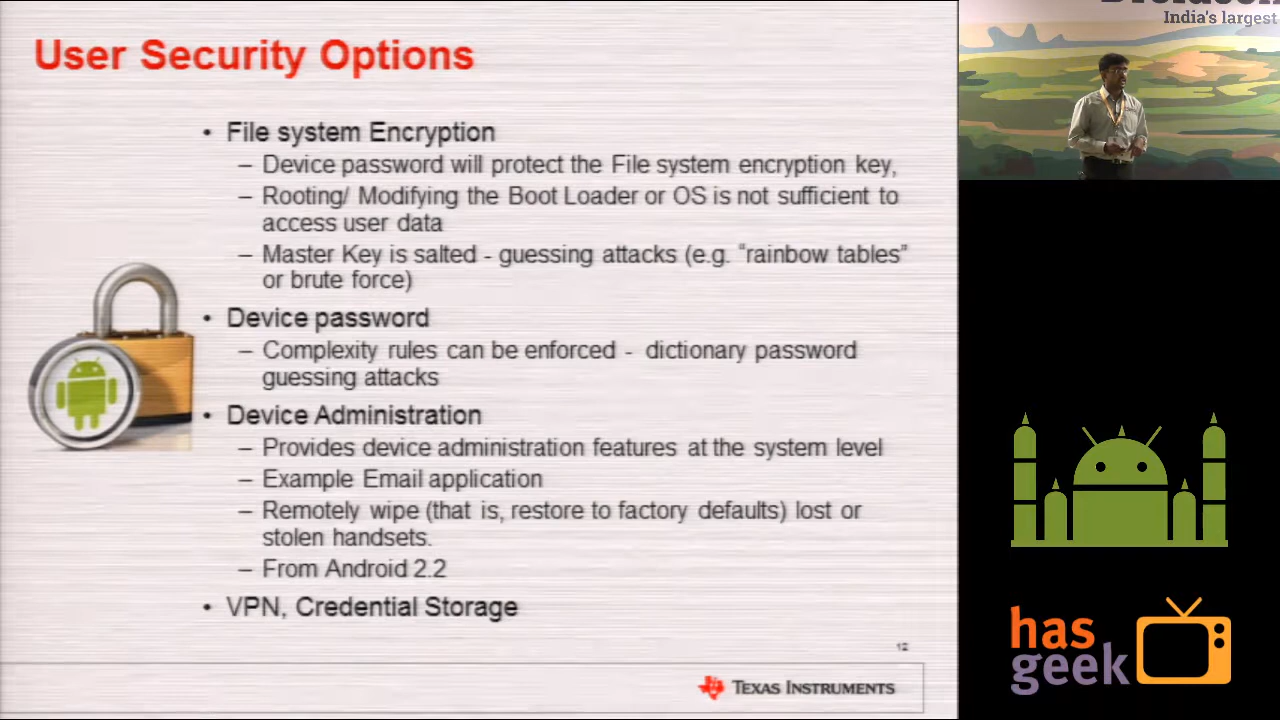 User Security Options
• File system Encryption
– Device password will protect the File system encryption key,
– Rooting/ Modifying the Boot Loader or OS is not sufficient to
access user data
– Master Key is salted - guessing attacks (e.g. "rainbow tables"
or brute force)
• Device password
– Complexity rules can be enforced - dictionary password
guessing attacks
• Device Administration
– Provides device administration features at the system level
– Example Email application
– Remotely wipe (that is, restore to factory defaults) lost or
stolen handsets.
– From Android 2.2
• VPN, Credential Storage
12
TEXAS INSTRUMENTS
India's largest
has
geek